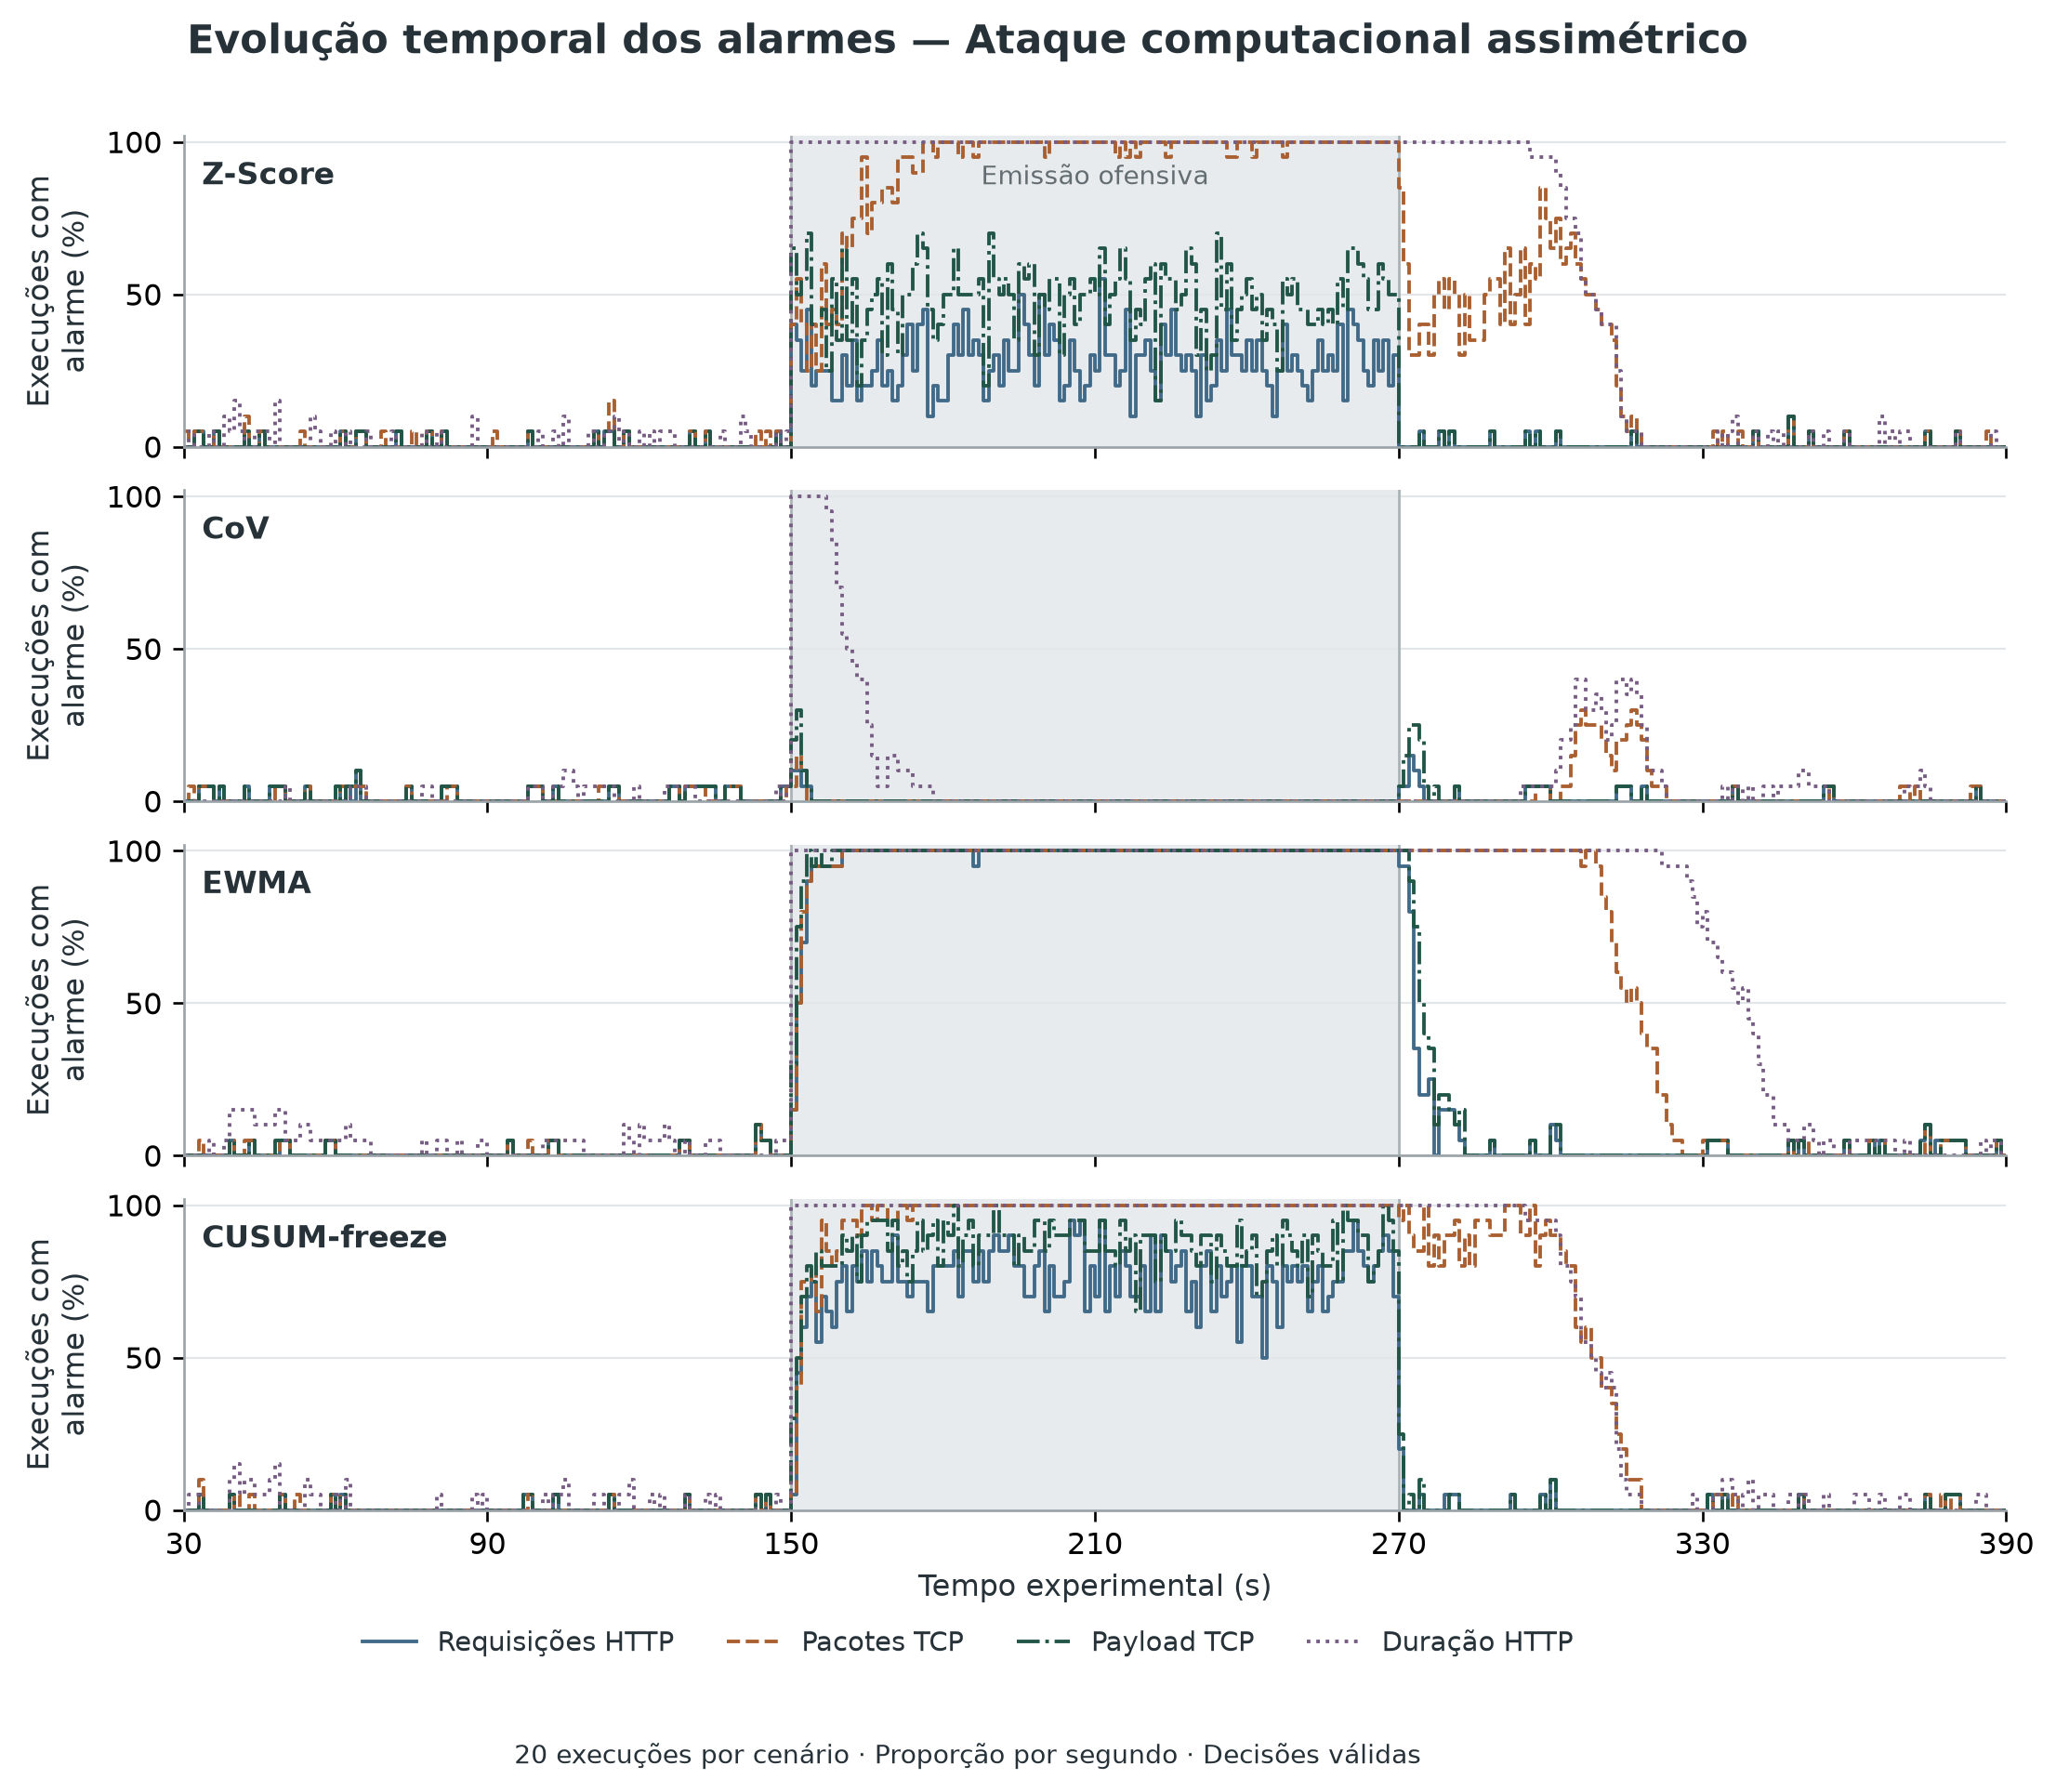 Evolução temporal dos alarmes — Ataque computacional assimétrico
Execuções com
alarme (%)
100
50
0
Z-Score
Emissão ofensiva
Execuções com
alarme (%)
100
50
0
CoV
Execuções com
alarme (%)
100
50
0
EWMA
Execuções com
alarme (%)
100
50
0
CUSUM-freeze
30 90 150 210 270 330 390
Tempo experimental (s)
Requisições HTTP Pacotes TCP Payload TCP Duração HTTP
20 execuções por cenário · Proporção por segundo · Decisões válidas